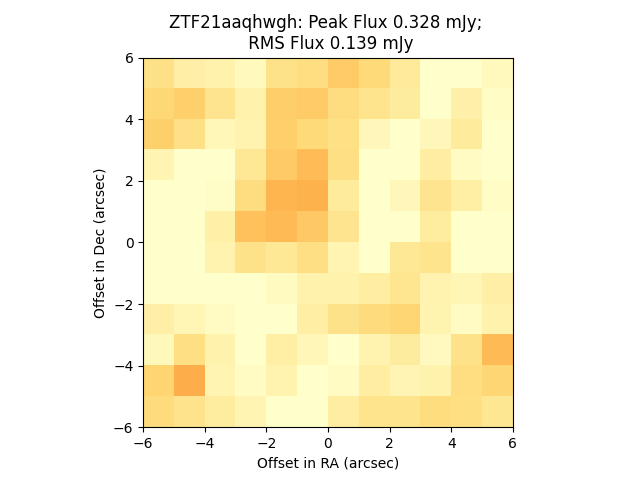 ZTF21aaqhwgh: Peak Flux 0.328 mJy;
RMS Flux 0.139 mJy
6
4
2
0
−2
−4
−6
Offset in Dec (arcsec)
−6 −4 −2 0 2 4 6
Offset in RA (arcsec)